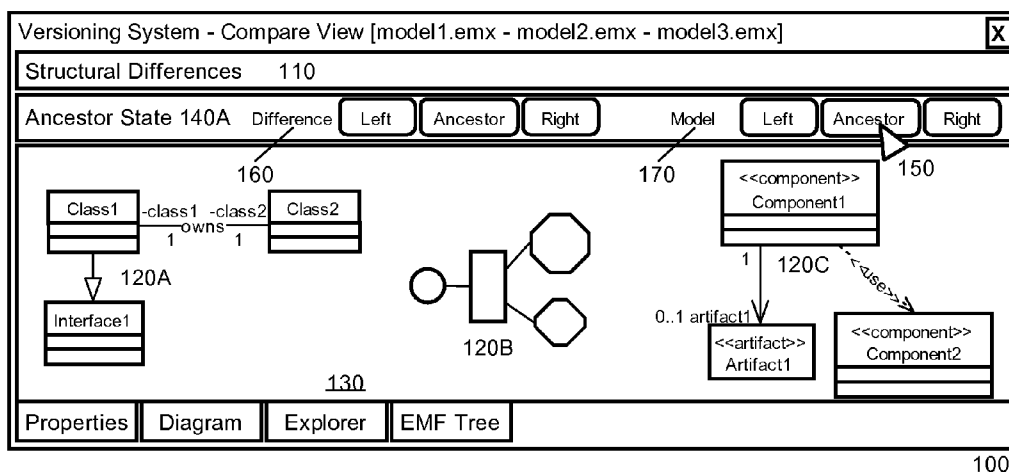 Versioning System - Compare View [model1.emx - model2.emx - model3.emx] X
Structural Differences 110
Ancestor State 140A Difference Left Ancestor Right Model Left Ancestor Right
160 170 150
<<component>>
Component1
Class1 -class1 -class2 Class2
owns
1 1
1 120C
120A <<use>>
Interface1 0..1 artifact1
120B <<artifact>> <<component>>
Artifact1 Component2
130
Properties Diagram Explorer EMF Tree
100